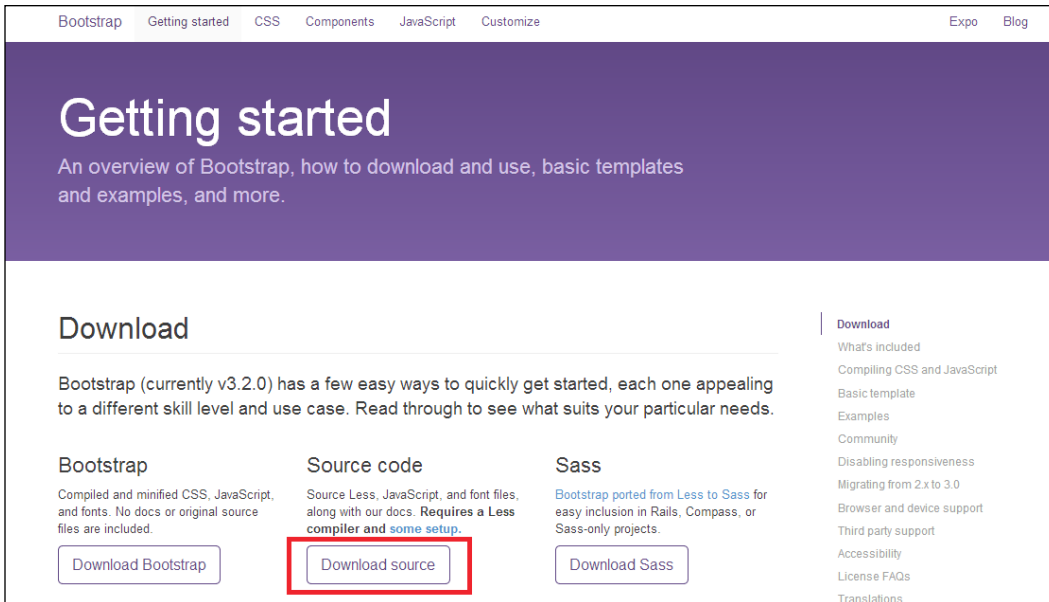 Bootstrap Getting started CSS Components JavaScript Customize Expo Blog
Getting started
An overview of Bootstrap, how to download and use, basic templates
and examples, and more.
Download
Bootstrap (currently v3.2.0) has a few easy ways to quickly get started, each one appealing
to a different skill level and use case. Read through to see what suits your particular needs.
Bootstrap
Compiled and minified CSS, JavaScript,
and fonts. No docs or original source
files are included.
Download Bootstrap
Source code
Source Less, JavaScript, and font files,
along with our docs. Requires a Less
compiler and some setup.
Download source
Sass
Bootstrap ported from Less to Sass for
easy inclusion in Rails, Compass, or
Sass-only projects.
Download Sass
Download
What's included
Compiling CSS and JavaScript
Basic template
Examples
Community
Disabling responsiveness
Migrating from 2.x to 3.0
Browser and device support
Third party support
Accessibility
License FAQs
Translations